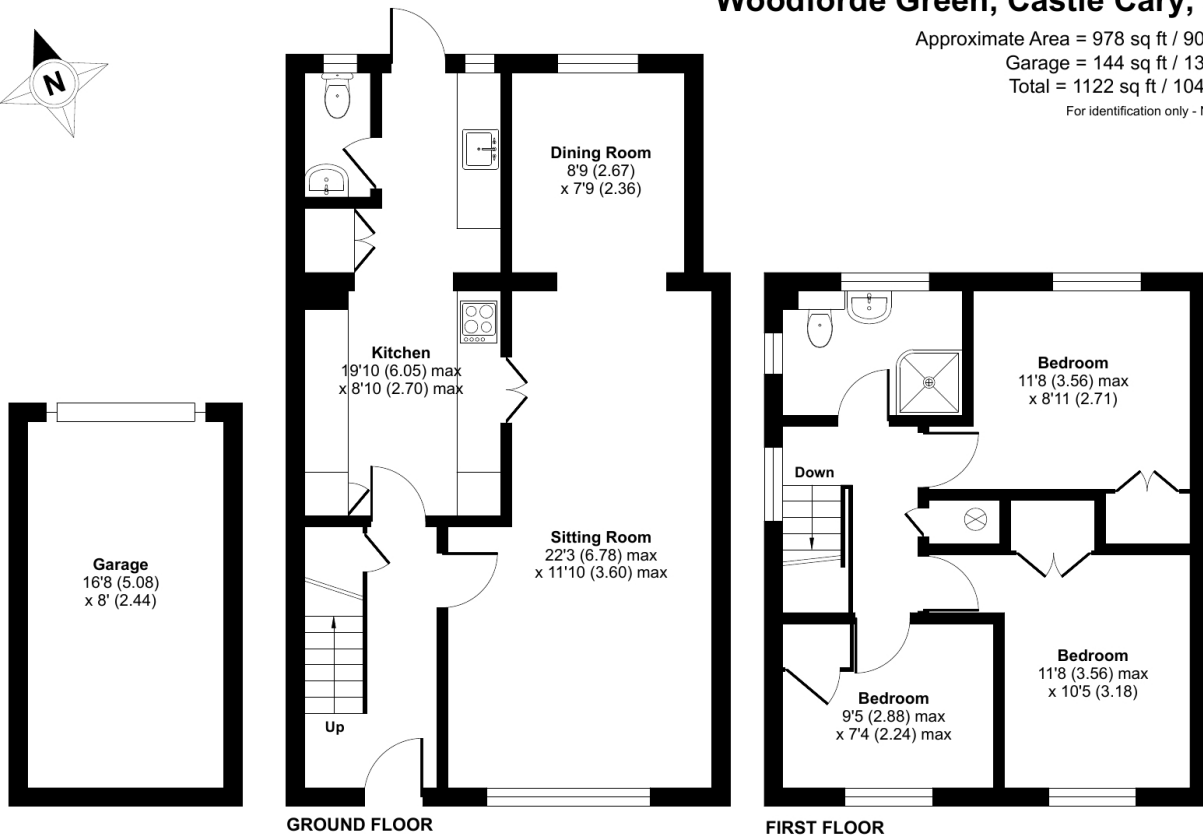 Woodforde Green, Castle Cary,
Approximate Area = 978 sq ft / 90
Garage = 144 sq ft / 13
Total = 1122 sq ft / 104
For identification only -
N
Dining Room
8'9 (2.67)
x 7'9 (2.36)
Kitchen
19'10 (6.05) max
x 8'10 (2.70) max
Bedroom
11'8 (3.56) max
x 8'11 (2.71)
Down
Garage
16'8 (5.08)
x 8' (2.44)
Sitting Room
22'3 (6.78) max
x 11'10 (3.60) max
Up
Bedroom
9'5 (2.88) max
x 7'4 (2.24) max
Bedroom
11'8 (3.56) max
x 10'5 (3.18)
GROUND FLOOR
FIRST FLOOR